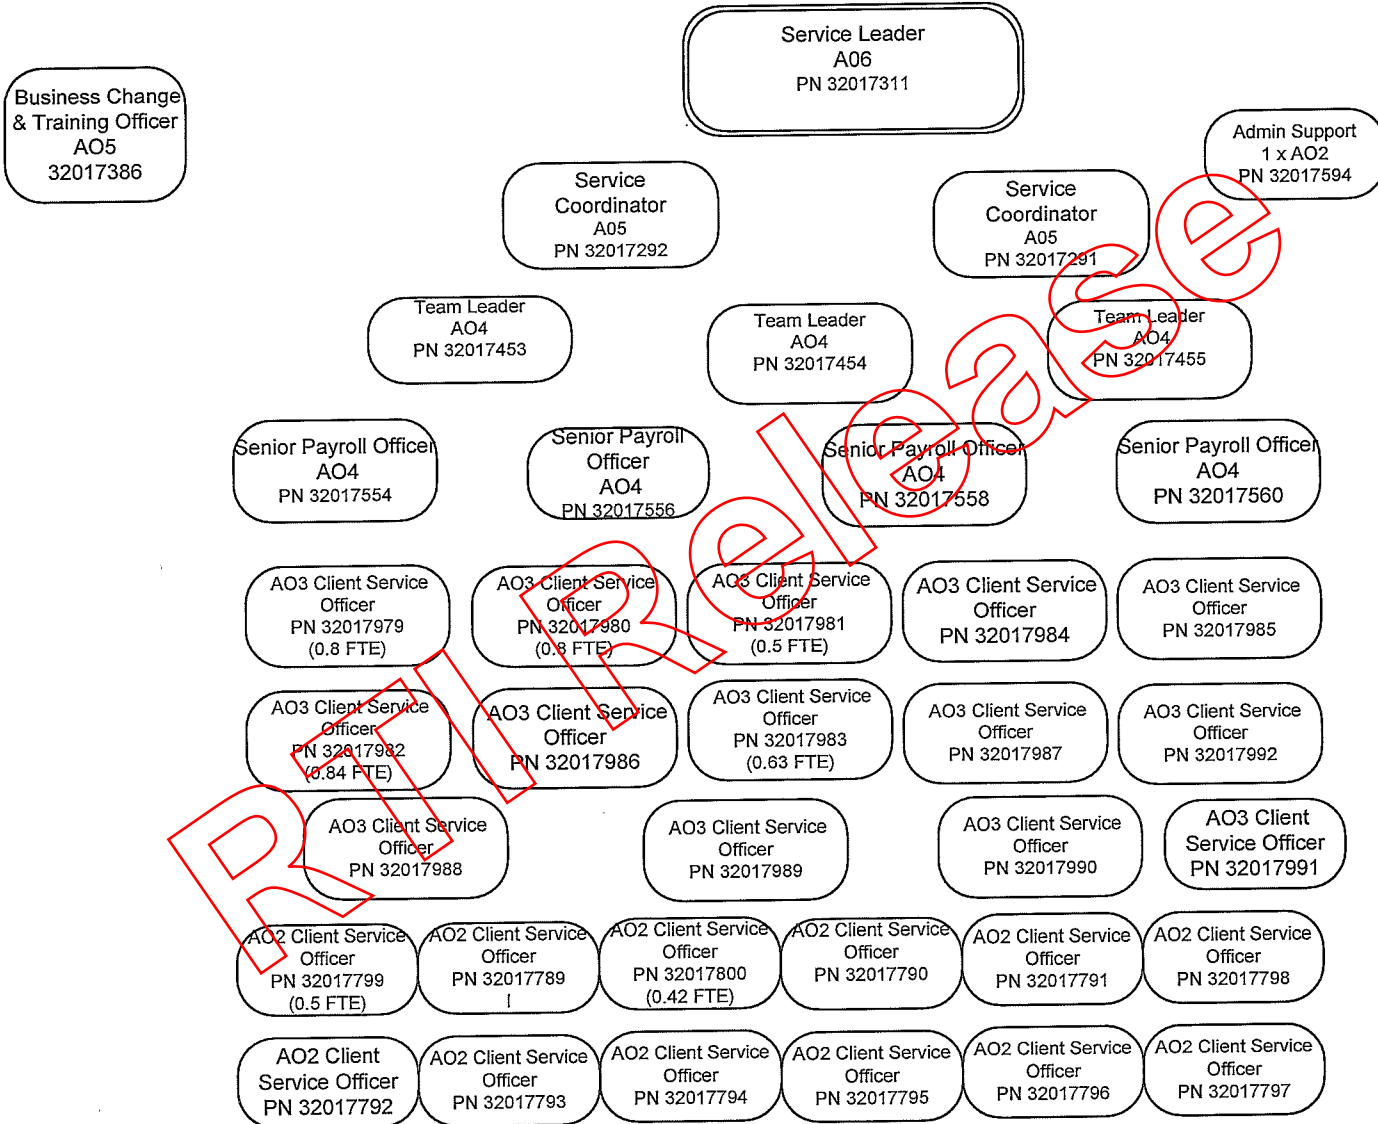 Service Leader
A06
PN 32017311
Business Change
& Training Officer
AO5
32017386
Admin Support
1 x AO2
PN 32017594
Service
Coordinator
A05
PN 32017292
Service
Coordinator
A05
PN 32017291
Team Leader
AO4
PN 32017453
Team Leader
AO4
PN 32017454
Team Leader
AO4
PN 32017455
Senior Payroll Officer
AO4
PN 32017554
Senior Payroll
Officer
AO4
PN 32017556
Senior Payroll Officer
AO4
PN 32017558
Senior Payroll Officer
AO4
PN 32017560
AO3 Client Service
Officer
PN 32017979
(0.8 FTE)
AO3 Client Service
Officer
PN 32017980
(0.8 FTE)
AO3 Client Service
Officer
PN 32017981
(0.5 FTE)
AO3 Client Service
Officer
PN 32017984
AO3 Client Service
Officer
PN 32017985
AO3 Client Service
Officer
PN 32017982
(0.84 FTE)
AO3 Client Service
Officer
PN 32017986
AO3 Client Service
Officer
PN 32017983
(0.63 FTE)
AO3 Client Service
Officer
PN 32017987
AO3 Client Service
Officer
PN 32017992
AO3 Client Service
Officer
PN 32017988
AO3 Client Service
Officer
PN 32017989
AO3 Client Service
Officer
PN 32017990
AO3 Client
Service Officer
PN 32017991
AO2 Client Service
Officer
PN 32017799
(0.5 FTE)
AO2 Client Service
Officer
PN 32017789
l
AO2 Client Service
Officer
PN 32017800
(0.42 FTE)
AO2 Client Service
Officer
PN 32017790
AO2 Client Service
Officer
PN 32017791
AO2 Client Service
Officer
PN 32017798
AO2 Client
Service Officer
PN 32017792
AO2 Client Service
Officer
PN 32017793
AO2 Client Service
Officer
PN 32017794
AO2 Client Service
Officer
PN 32017795
AO2 Client Service
Officer
PN 32017796
AO2 Client Service
Officer
PN 32017797
RTI Release